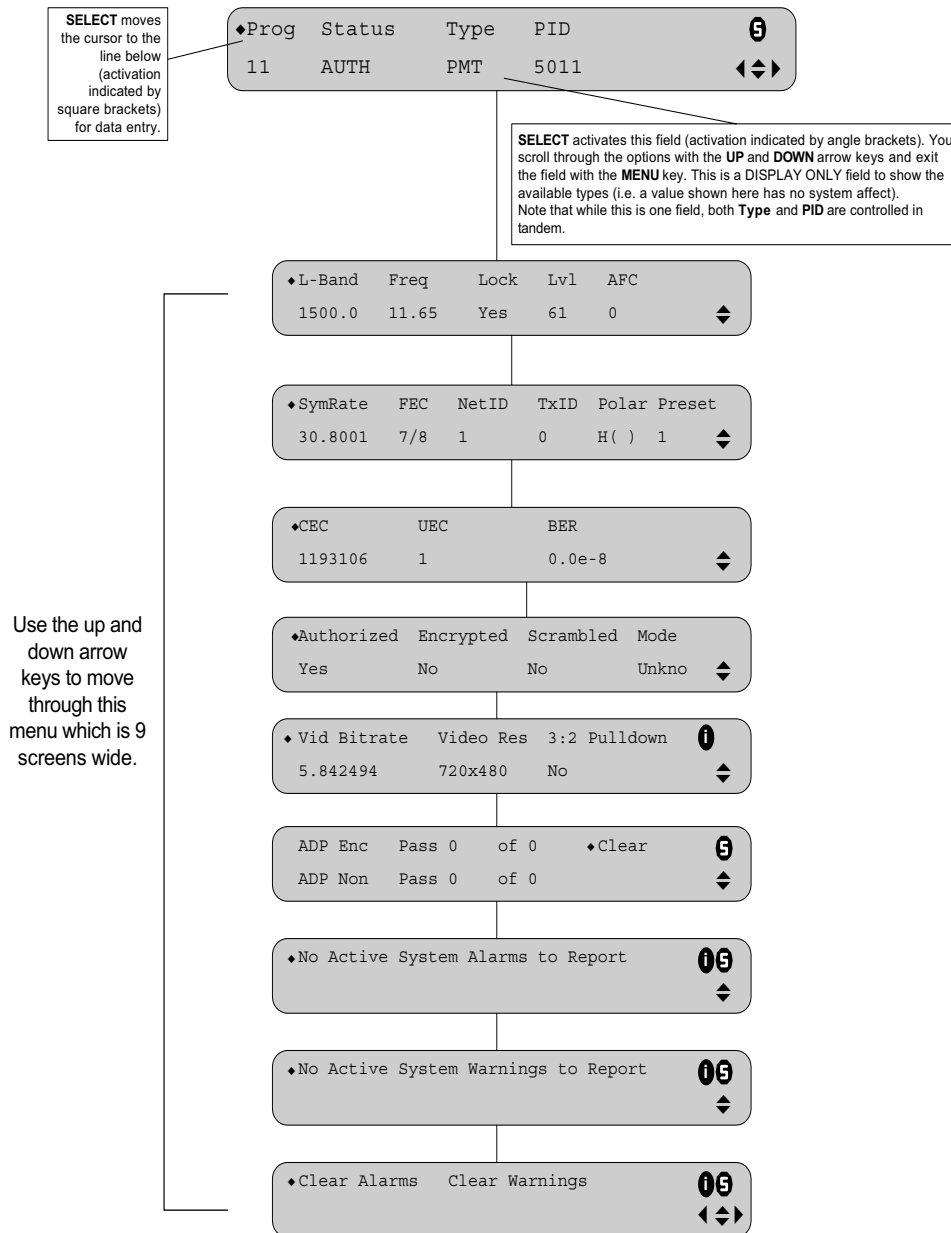 SELECT moves
the cursor to the
line below
(activation
indicated by
square brackets)
for data entry.
Prog Status Type PID S
11 AUTH PMT 5011
SELECT activates this field (activation indicated by angle brackets). You
scroll through the options with the UP and DOWN arrow keys and exit
the field with the MENU key. This is a DISPLAY ONLY field to show the
available types (i.e. a value shown here has no system affect).
Note that while this is one field, both Type and PID are controlled in
tandem.
L-Band Freq Lock Lvl AFC
1500.0 11.65 Yes 61 0
SymRate FEC NetID TxID Polar Preset
30.8001 7/8 1 0 H( ) 1
CEC UEC BER
1193106 1 0.0e-8
Use the up and
down arrow
keys to move
through this
menu which is 9
screens wide.
Authorized Encrypted Scrambled Mode
Yes No No Unkno
Vid Bitrate Video Res 3:2 Pulldown i
5.842494 720x480 No
ADP Enc Pass 0 of 0 Clear S
ADP Non Pass 0 of 0
No Active System Alarms to Report i S
No Active System Warnings to Report i S
Clear Alarms Clear Warnings i S